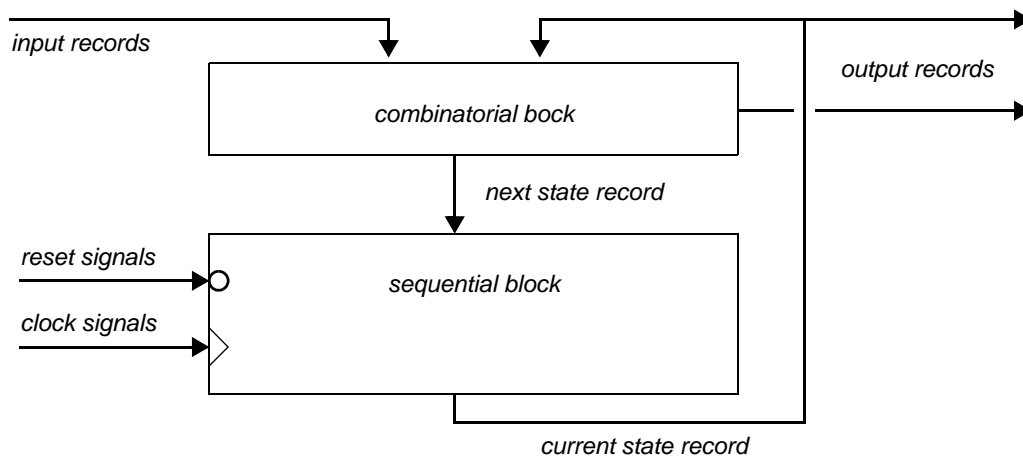 input records
output records
combinatorial bock
next state record
reset signals
sequential block
clock signals
current state record